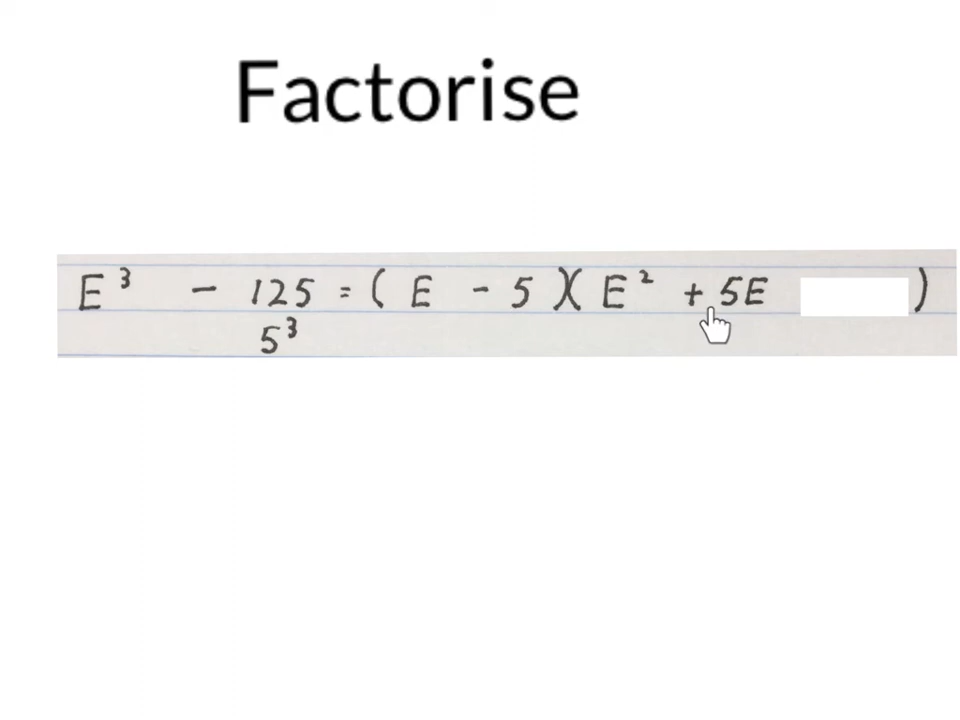 Factorise
E³ - 125 = ( E - 5 )( E² + 5E )
5³